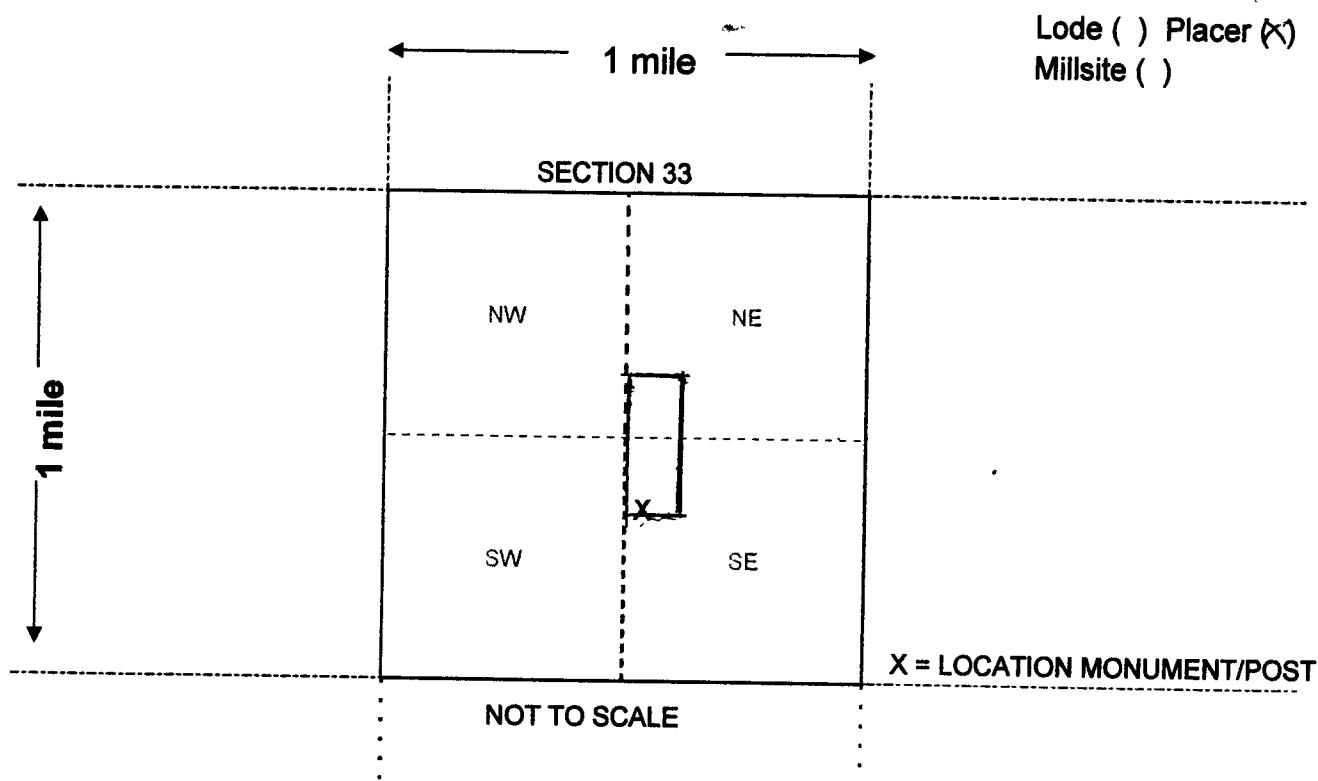 Lode ( ) Placer (X)
Millsite ( )
1 mile
SECTION 33
NW
NE
1 mile
X
SW
SE
X = LOCATION MONUMENT/POST
NOT TO SCALE